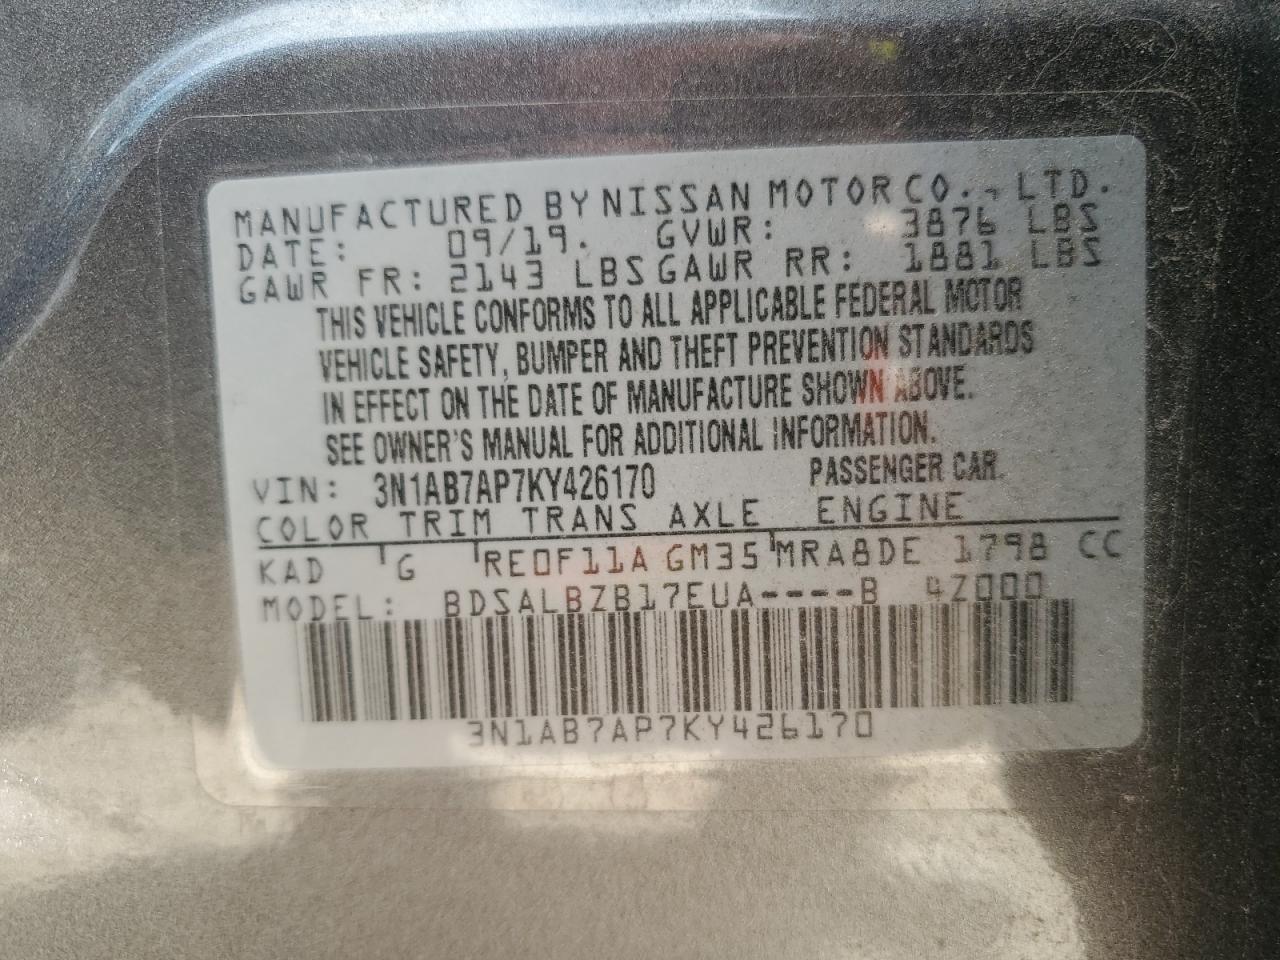 MANUFACTURED BY NISSAN MOTOR CO., LTD.
DATE: 09/19. GVWR: 3876 LBS
GAWR FR: 2143 LBS GAWR RR: 1881 LBS
THIS VEHICLE CONFORMS TO ALL APPLICABLE FEDERAL MOTOR
VEHICLE SAFETY, BUMPER AND THEFT PREVENTION STANDARDS
IN EFFECT ON THE DATE OF MANUFACTURE SHOWN ABOVE.
SEE OWNER'S MANUAL FOR ADDITIONAL INFORMATION.
VIN: 3N1AB7AP7KY426170 PASSENGER CAR.
COLOR TRIM TRANS AXLE ENGINE
KAD G RE0F11A GM35 MRA8DE 1798 CC
MODEL: BDSALBZB17EUA----B 4Z000
3N1AB7AP7KY426170